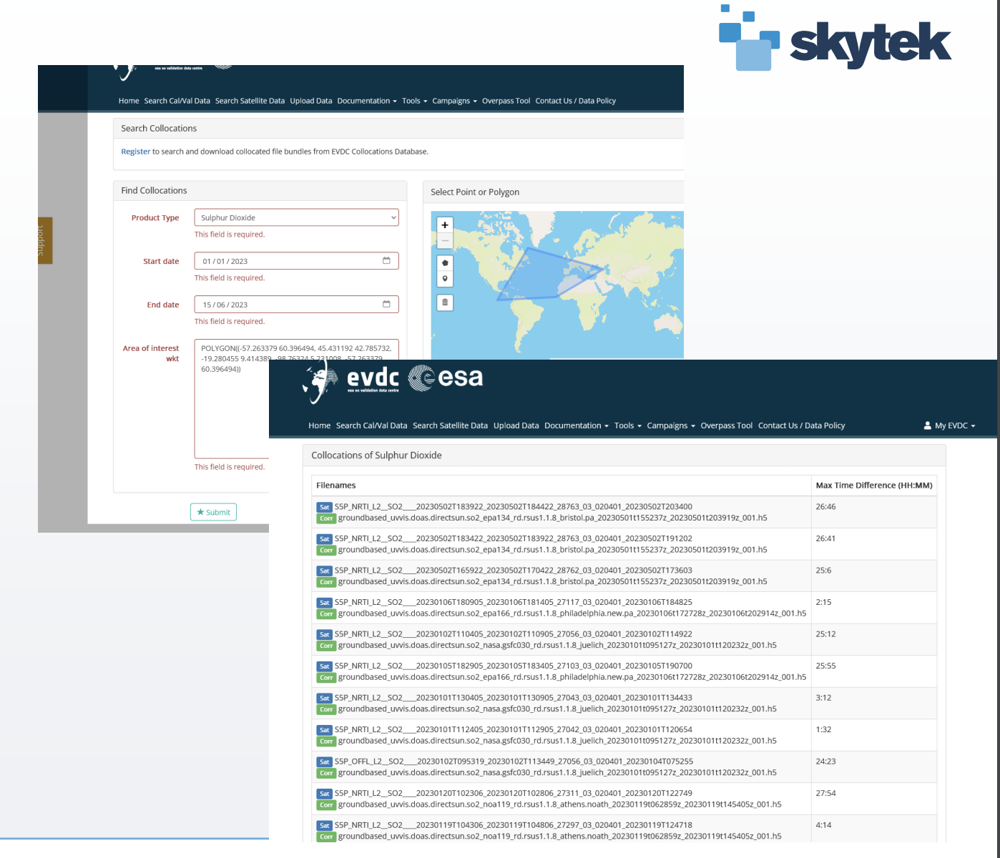 skytek
esa eo validation data centre
Home Search Cal/Val Data Search Satellite Data Upload Data Documentation Tools Campaigns Overpass Tool Contact Us / Data Policy
Search Collocations
Register to search and download collocated file bundles from EVDC Collocations Database.
Find Collocations
Product Type
Sulphur Dioxide
This field is required.
Start date
01 / 01 / 2023
This field is required.
End date
15 / 06 / 2023
This field is required.
Area of interest
wkt
POLYGON((-57.263379 60.396494, 45.431192 42.785732,
-19.280455 9.414389, -98.76324 5.231008, -57.263379
60.396494))
This field is required.
Submit
Support
Select Point or Polygon
+
−
evdc esa
esa eo validation data centre
Home Search Cal/Val Data Search Satellite Data Upload Data Documentation Tools Campaigns Overpass Tool Contact Us / Data Policy My EVDC
Collocations of Sulphur Dioxide
Filenames Max Time Difference (HH:MM)
Sat S5P_NRTI_L2__SO2____20230502T183922_20230502T184422_28763_03_020401_20230502T203400 26:46
Corr groundbased_uvvis.doas.directsun.so2_epa134_rd.rsus1.1.8_bristol.pa_20230501t155237z_20230501t203919z_001.h5
Sat S5P_NRTI_L2__SO2____20230502T183422_20230502T183922_28763_03_020401_20230502T191202 26:41
Corr groundbased_uvvis.doas.directsun.so2_epa134_rd.rsus1.1.8_bristol.pa_20230501t155237z_20230501t203919z_001.h5
Sat S5P_NRTI_L2__SO2____20230502T165922_20230502T170422_28762_03_020401_20230502T173603 25:6
Corr groundbased_uvvis.doas.directsun.so2_epa134_rd.rsus1.1.8_bristol.pa_20230501t155237z_20230501t203919z_001.h5
Sat S5P_NRTI_L2__SO2____20230106T180905_20230106T181405_27117_03_020401_20230106T184825 2:15
Corr groundbased_uvvis.doas.directsun.so2_epa166_rd.rsus1.1.8_philadelphia.new.pa_20230106t172728z_20230106t202914z_001.h5
Sat S5P_NRTI_L2__SO2____20230102T110405_20230102T110905_27056_03_020401_20230102T114922 25:12
Corr groundbased_uvvis.doas.directsun.so2_nasa.gsfc030_rd.rsus1.1.8_juelich_20230101t095127z_20230101t120232z_001.h5
Sat S5P_NRTI_L2__SO2____20230105T182905_20230105T183405_27103_03_020401_20230105T190700 25:55
Corr groundbased_uvvis.doas.directsun.so2_epa166_rd.rsus1.1.8_philadelphia.new.pa_20230106t172728z_20230106t202914z_001.h5
Sat S5P_NRTI_L2__SO2____20230101T130405_20230101T130905_27043_03_020401_20230101T134433 3:12
Corr groundbased_uvvis.doas.directsun.so2_nasa.gsfc030_rd.rsus1.1.8_juelich_20230101t095127z_20230101t120232z_001.h5
Sat S5P_NRTI_L2__SO2____20230101T112405_20230101T112905_27042_03_020401_20230101T120654 1:32
Corr groundbased_uvvis.doas.directsun.so2_nasa.gsfc030_rd.rsus1.1.8_juelich_20230101t095127z_20230101t120232z_001.h5
Sat S5P_OFFL_L2__SO2____20230102T095319_20230102T113449_27056_03_020401_20230104T075255 24:23
Corr groundbased_uvvis.doas.directsun.so2_nasa.gsfc030_rd.rsus1.1.8_juelich_20230101t095127z_20230101t120232z_001.h5
Sat S5P_NRTI_L2__SO2____20230120T102306_20230120T102806_27311_03_020401_20230120T122749 27:54
Corr groundbased_uvvis.doas.directsun.so2_noa119_rd.rsus1.1.8_athens.noath_20230119t062859z_20230119t145405z_001.h5
Sat S5P_NRTI_L2__SO2____20230119T104306_20230119T104806_27297_03_020401_20230119T124718 4:14
Corr groundbased_uvvis.doas.directsun.so2_noa119_rd.rsus1.1.8_athens.noath_20230119t062859z_20230119t145405z_001.h5